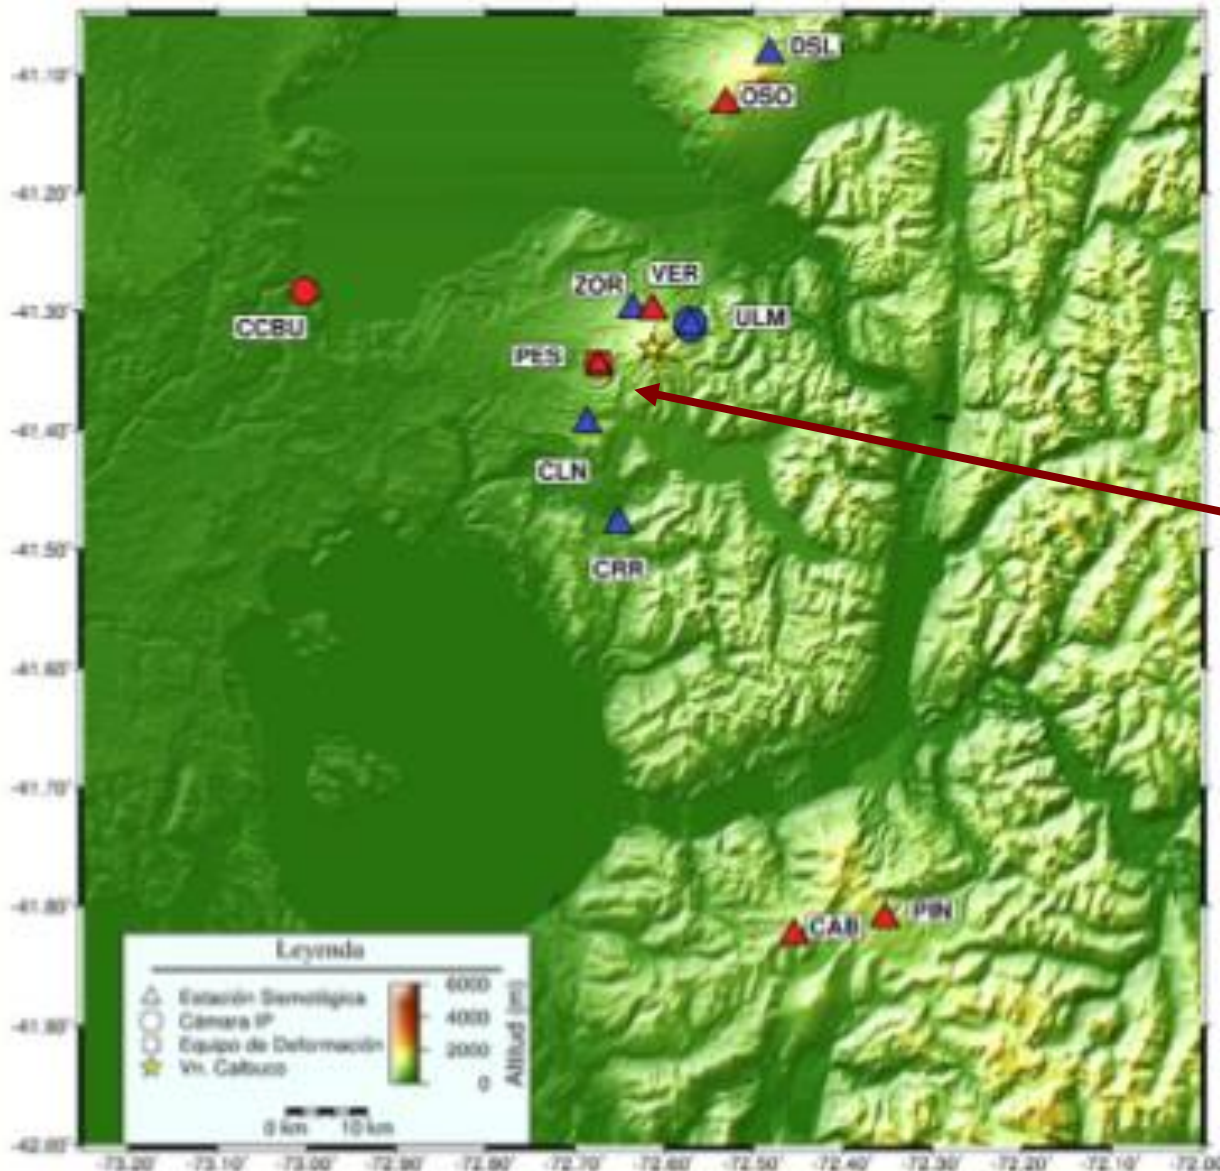 DSL
-41.10°
OSO
-41.20°
VER
ZOR
-41.30°
ULM
CCBU
PES
-41.40°
CLN
-41.50°
CRR
-41.60°
-41.70°
-41.80°
PIN
CAB
Leyenda
Estación Sismológica
Cámara IP
Equipo de Deformación
Vn. Calbuco
6000
4000
2000
0
Altitud (m)
0 km 10 km
-41.90°
-42.00°
-73.20° -73.10° -73.00° -72.90° -72.80° -72.70° -72.60° -72.50° -72.40° -72.30° -72.20° -72.10° -72.00